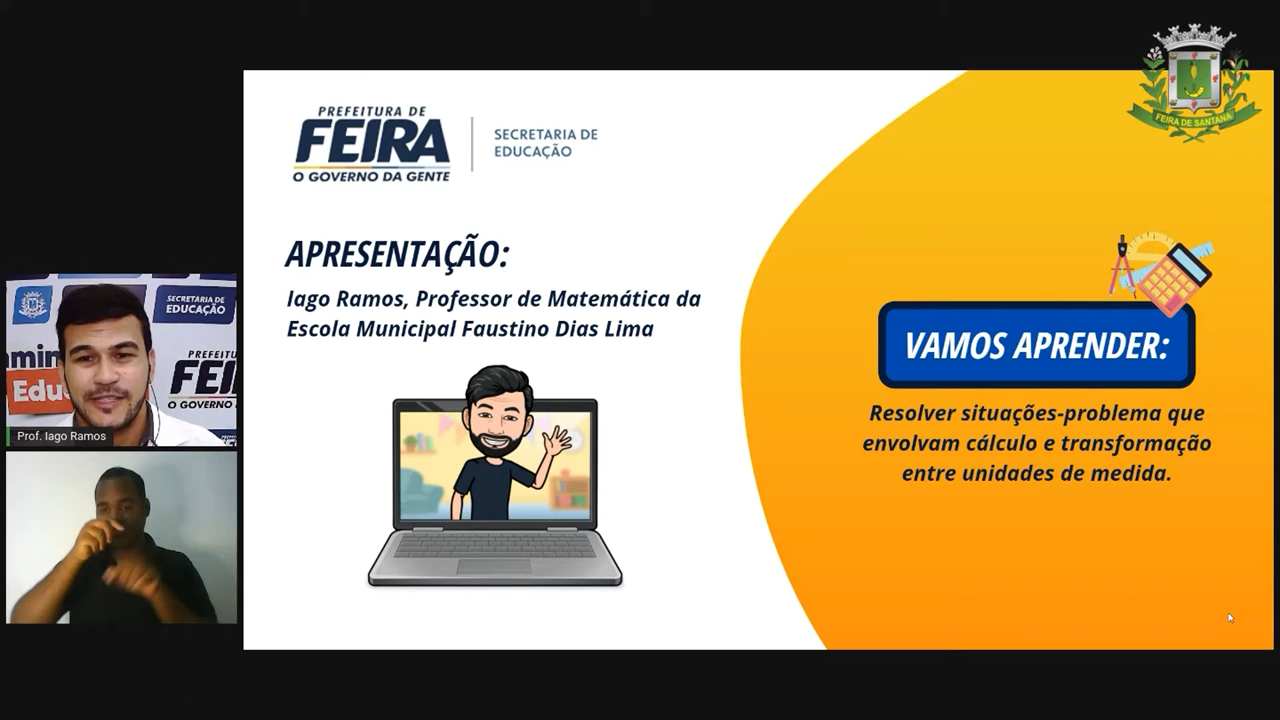 PREFEITURA DE
FEIRA
O GOVERNO DA GENTE
SECRETARIA DE
EDUCAÇÃO
FEIRA DE SANTANA
APRESENTAÇÃO:
Iago Ramos, Professor de Matemática da
Escola Municipal Faustino Dias Lima
VAMOS APRENDER:
Resolver situações-problema que
envolvam cálculo e transformação
entre unidades de medida.
SECRETARIA DE
EDUCAÇÃO
FEI
O GOVERNO
Prof. Iago Ramos